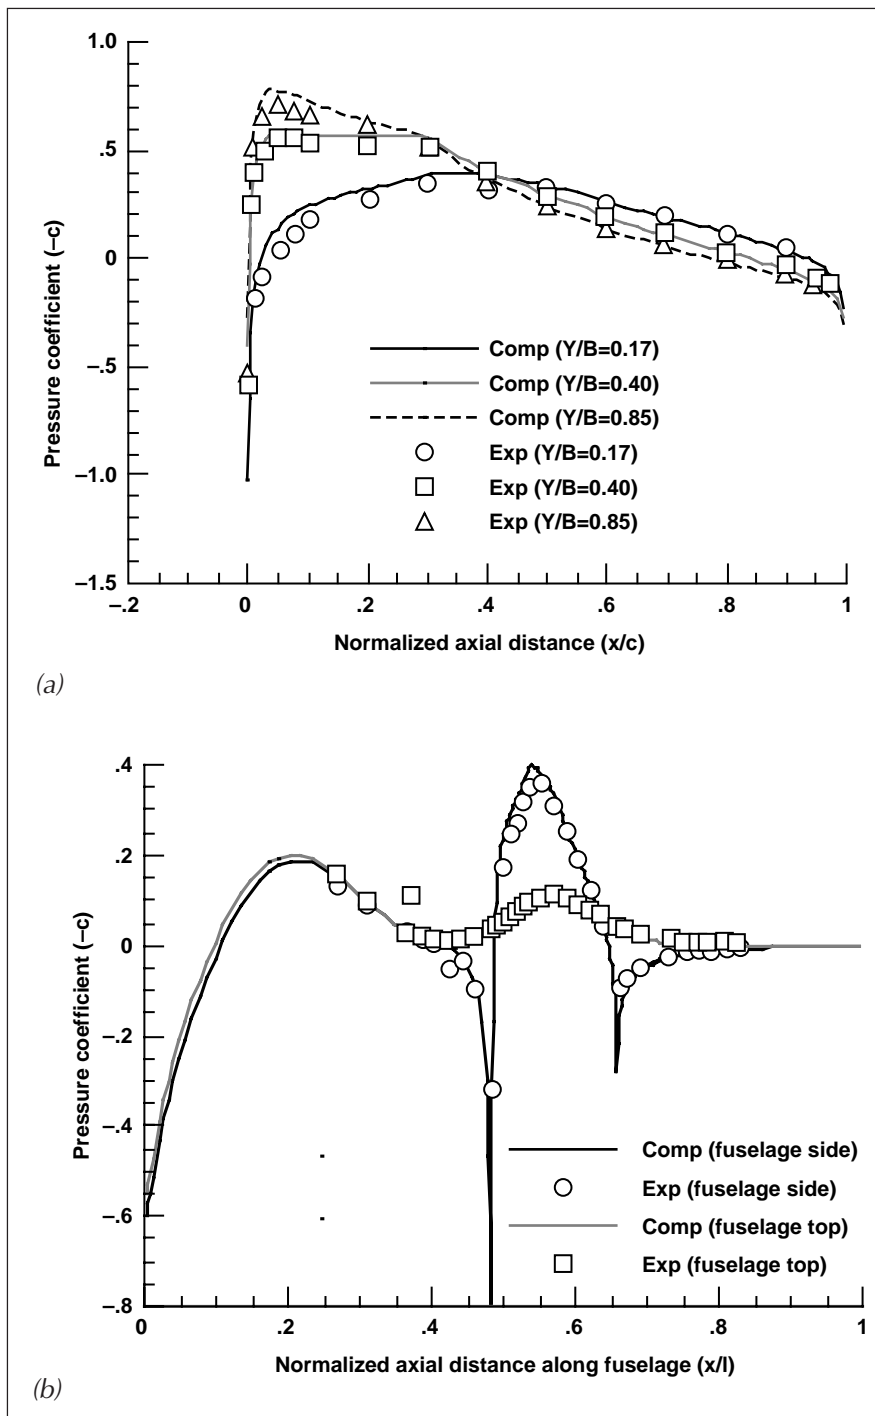 1.0
.5
0
–.5
–1.0
–1.5
Pressure coefficient (–c)
Comp (Y/B=0.17)
Comp (Y/B=0.40)
Comp (Y/B=0.85)
Exp (Y/B=0.17)
Exp (Y/B=0.40)
Exp (Y/B=0.85)
–.2 0 .2 .4 .6 .8 1
Normalized axial distance (x/c)
(a)
.4
.2
0
–.2
–.4
–.6
–.8
Pressure coefficient (–c)
Comp (fuselage side)
Exp (fuselage side)
Comp (fuselage top)
Exp (fuselage top)
0 .2 .4 .6 .8 1
Normalized axial distance along fuselage (x/l)
(b)